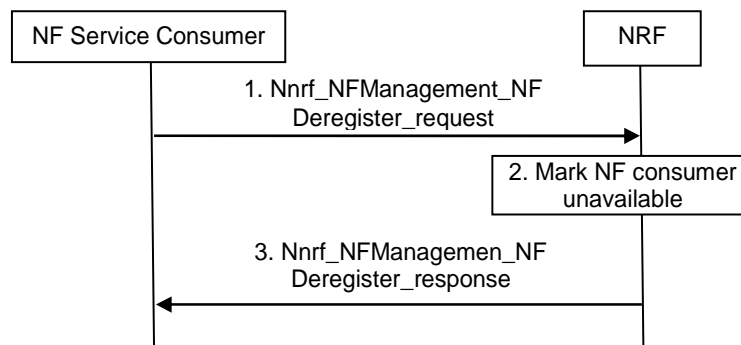 NF Service Consumer
NRF
1. Nnrf_NFManagement_NF
Deregister_request
2. Mark NF consumer
unavailable
3. Nnrf_NFManagemen_NF
Deregister_response